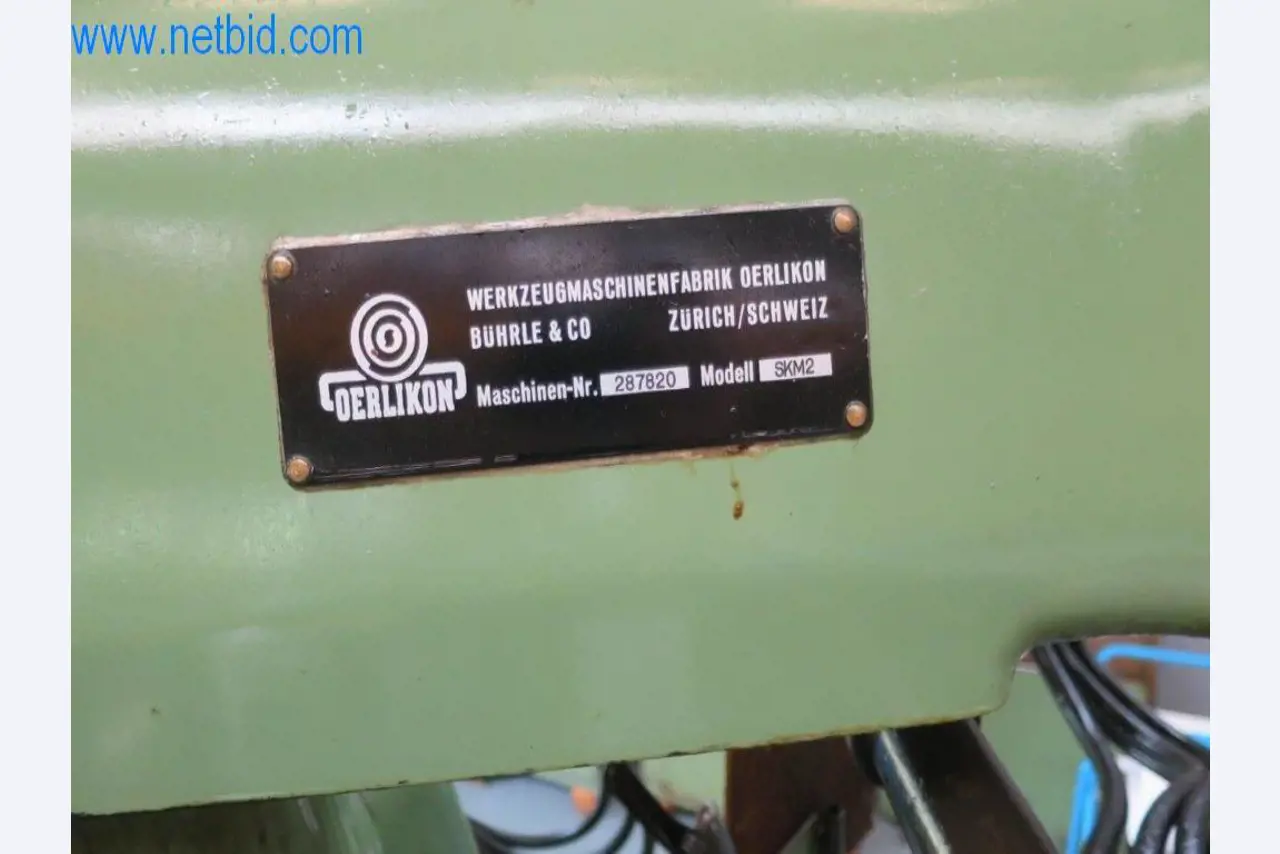 www.netbid.com
WERKZEUGMASCHINENFABRIK OERLIKON
BÜHRLE & CO ZÜRICH/SCHWEIZ
OERLIKON
Maschinen-Nr. 287820 Modell SKM2